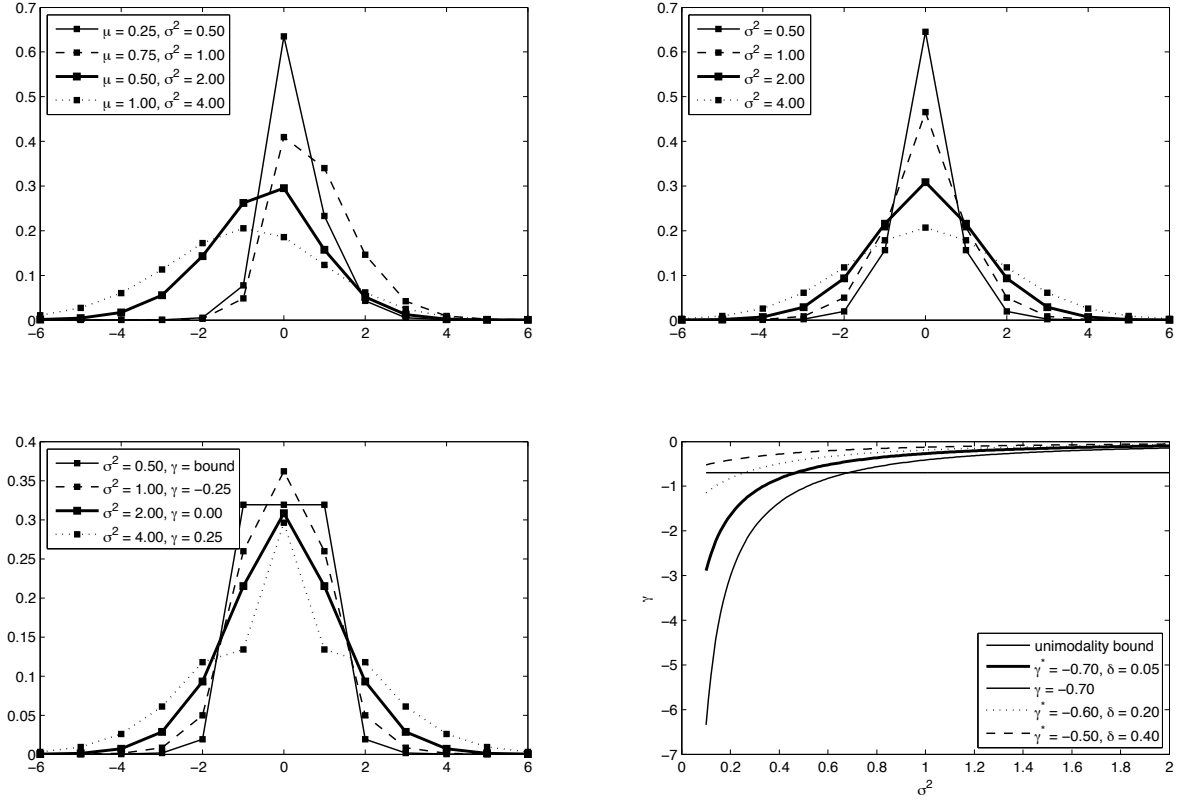 0.7
0.6
0.5
0.4
0.3
0.2
0.1
0
−6 −4 −2 0 2 4 6
μ = 0.25, σ² = 0.50
μ = 0.75, σ² = 1.00
μ = 0.50, σ² = 2.00
μ = 1.00, σ² = 4.00
0.7
0.6
0.5
0.4
0.3
0.2
0.1
0
−6 −4 −2 0 2 4 6
σ² = 0.50
σ² = 1.00
σ² = 2.00
σ² = 4.00
0.4
0.35
0.3
0.25
0.2
0.15
0.1
0.05
0
−6 −4 −2 0 2 4 6
σ² = 0.50, γ = bound
σ² = 1.00, γ = −0.25
σ² = 2.00, γ = 0.00
σ² = 4.00, γ = 0.25
0
−1
−2
−3
−4
−5
−6
−7
γ
0 0.2 0.4 0.6 0.8 1 1.2 1.4 1.6 1.8 2
σ²
unimodality bound
γ* = −0.70, δ = 0.05
γ = −0.70
γ* = −0.60, δ = 0.20
γ* = −0.50, δ = 0.40